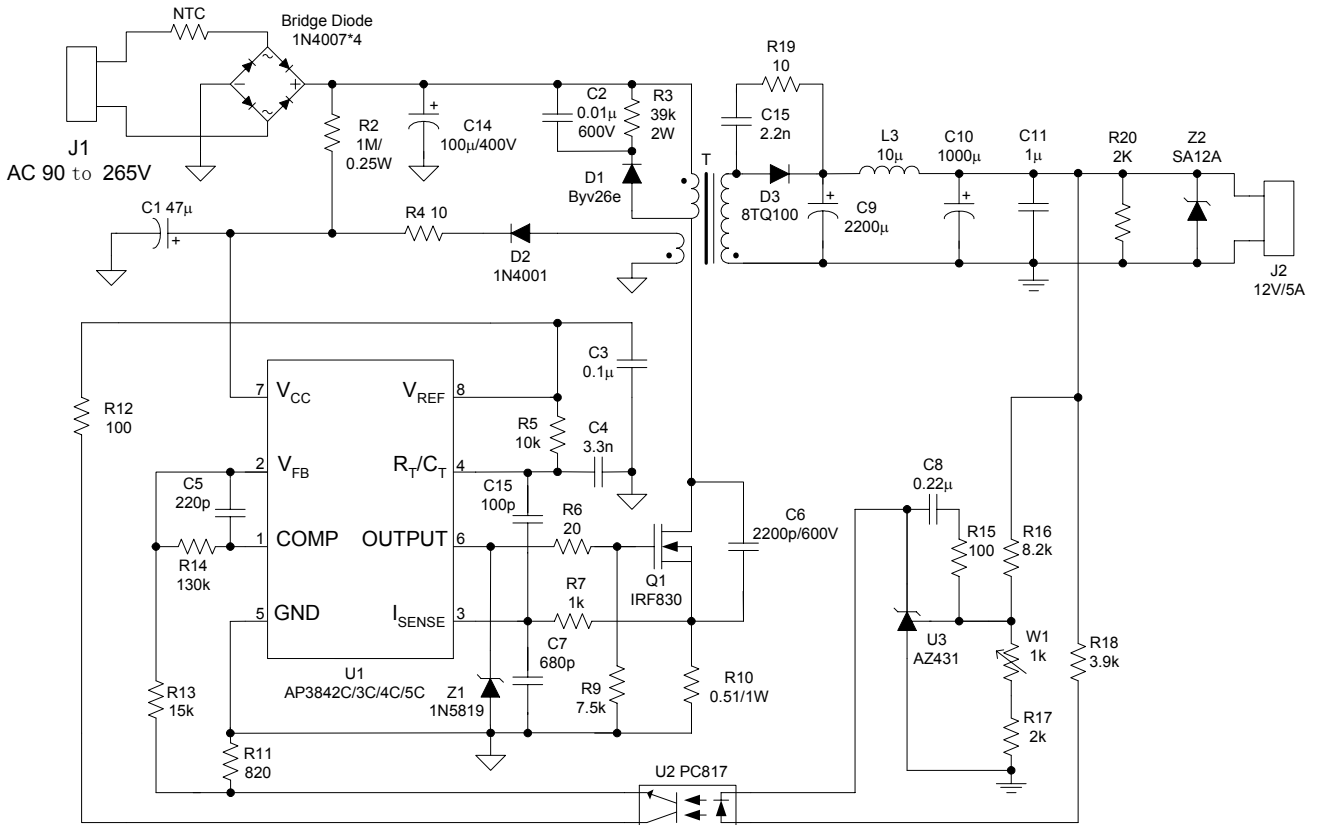 NTC
Bridge Diode
1N4007*4
J1
AC 90 to 265V
R2
1M/
0.25W
+
C14
100μ/400V
C2
0.01μ
600V
R3
39k
2W
D1
Byv26e
T
R19
10
C15
2.2n
D3
8TQ100
+
C9
2200μ
L3
10μ
C10
1000μ
+
C11
1μ
R20
2K
Z2
SA12A
J2
12V/5A
C1 47μ
+
R4 10
D2
1N4001
R12
100
C3
0.1μ
7
VCC
VREF
8
R5
10k
C4
3.3n
2
VFB
RT/CT
4
C5
220p
C15
100p
1
COMP
OUTPUT
6
R14
130k
R6
20
Q1
IRF830
C6
2200p/600V
5
GND
ISENSE
3
R7
1k
U1
AP3842C/3C/4C/5C
C7
680p
Z1
1N5819
R9
7.5k
R10
0.51/1W
R13
15k
R11
820
C8
0.22μ
R15
100
R16
8.2k
U3
AZ431
W1
1k
R18
3.9k
R17
2k
U2 PC817